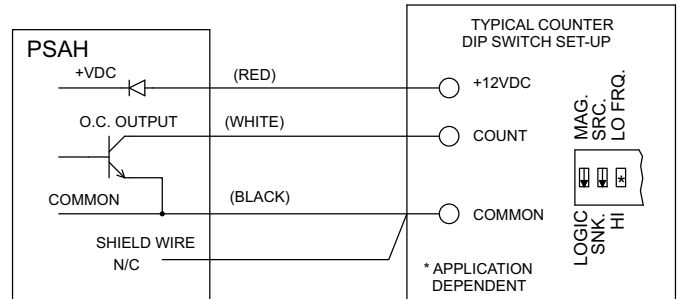 TYPICAL COUNTER
DIP SWITCH SET-UP
PSAH
+VDC
(RED)
+12VDC
O.C. OUTPUT
(WHITE)
COUNT
COMMON
(BLACK)
COMMON
SHIELD WIRE
N/C
MAG.
SRC.
LO FRQ.
*
LOGIC
SNK.
HI
* APPLICATION
DEPENDENT